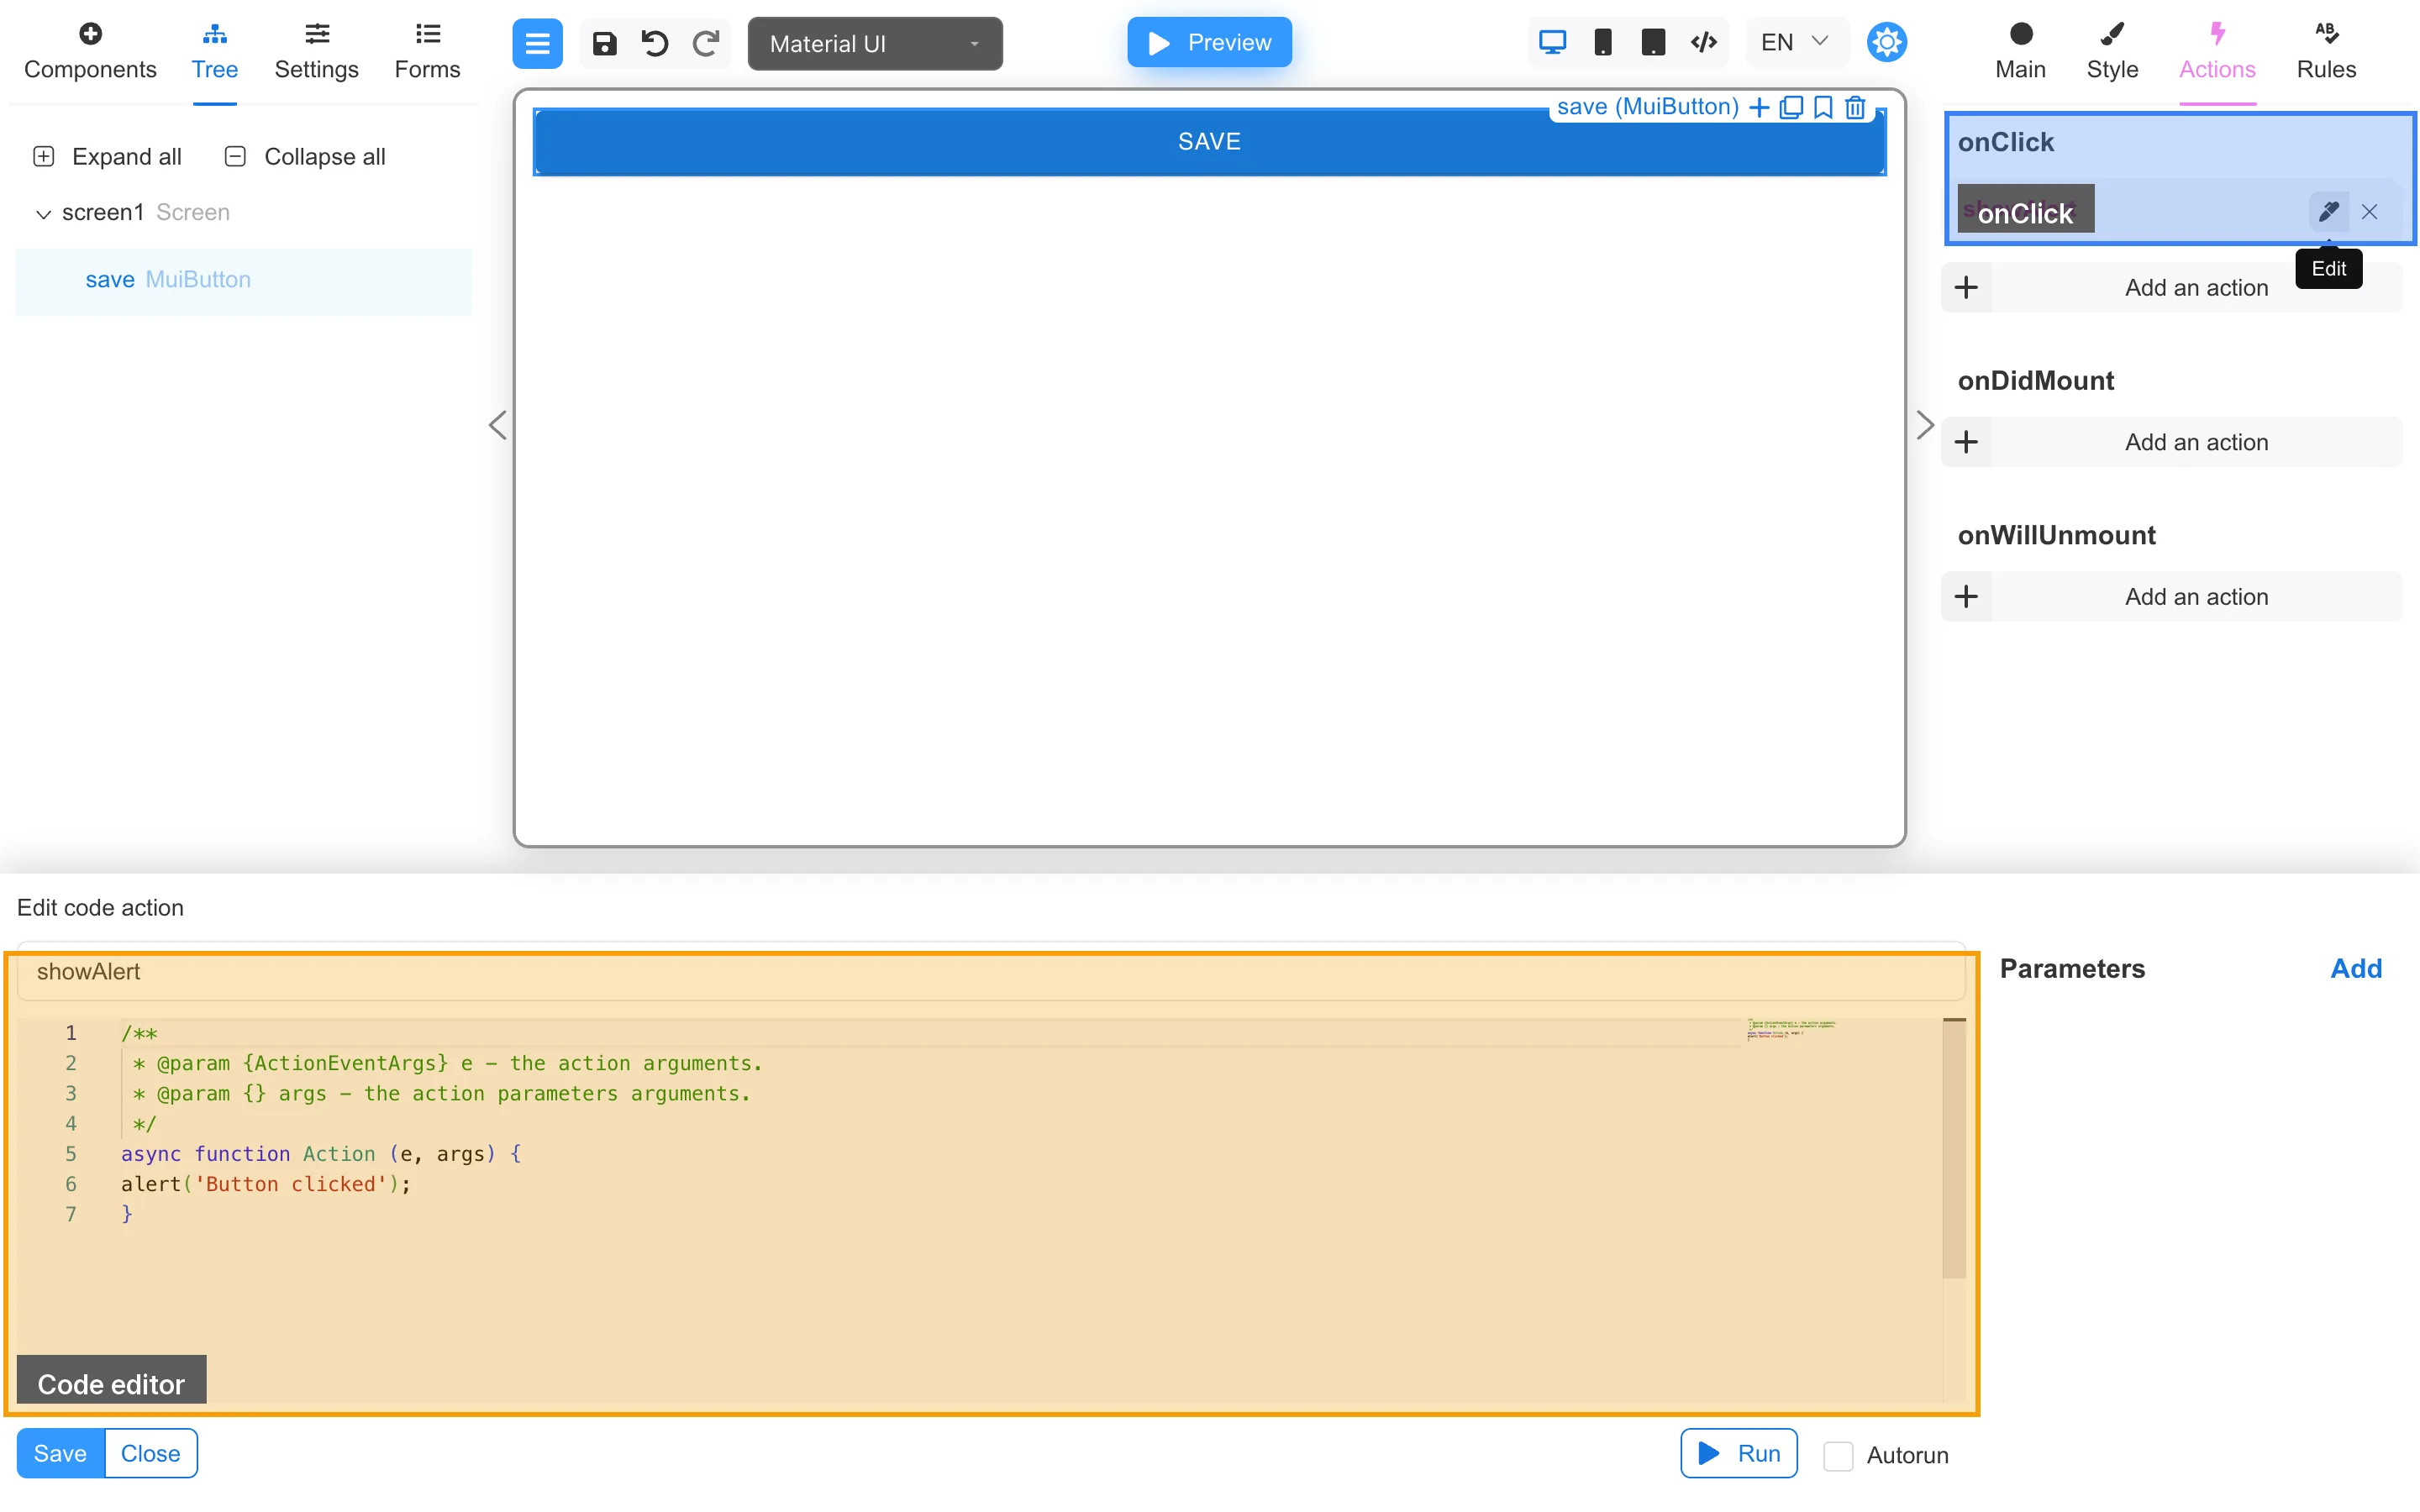 Components
Tree
Settings
Forms
Material UI
Preview
EN
Main
Style
Actions
Rules
Expand all
Collapse all
screen1 Screen
save MuiButton
save (MuiButton)
SAVE
onClick
onClick
Edit
Add an action
onDidMount
Add an action
onWillUnmount
Add an action
Edit code action
showAlert
Parameters
Add
1 /**
2 * @param {ActionEventArgs} e – the action arguments.
3 * @param {} args – the action parameters arguments.
4 */
5 async function Action (e, args) {
6 alert('Button clicked');
7 }
Code editor
Save
Close
Run
Autorun